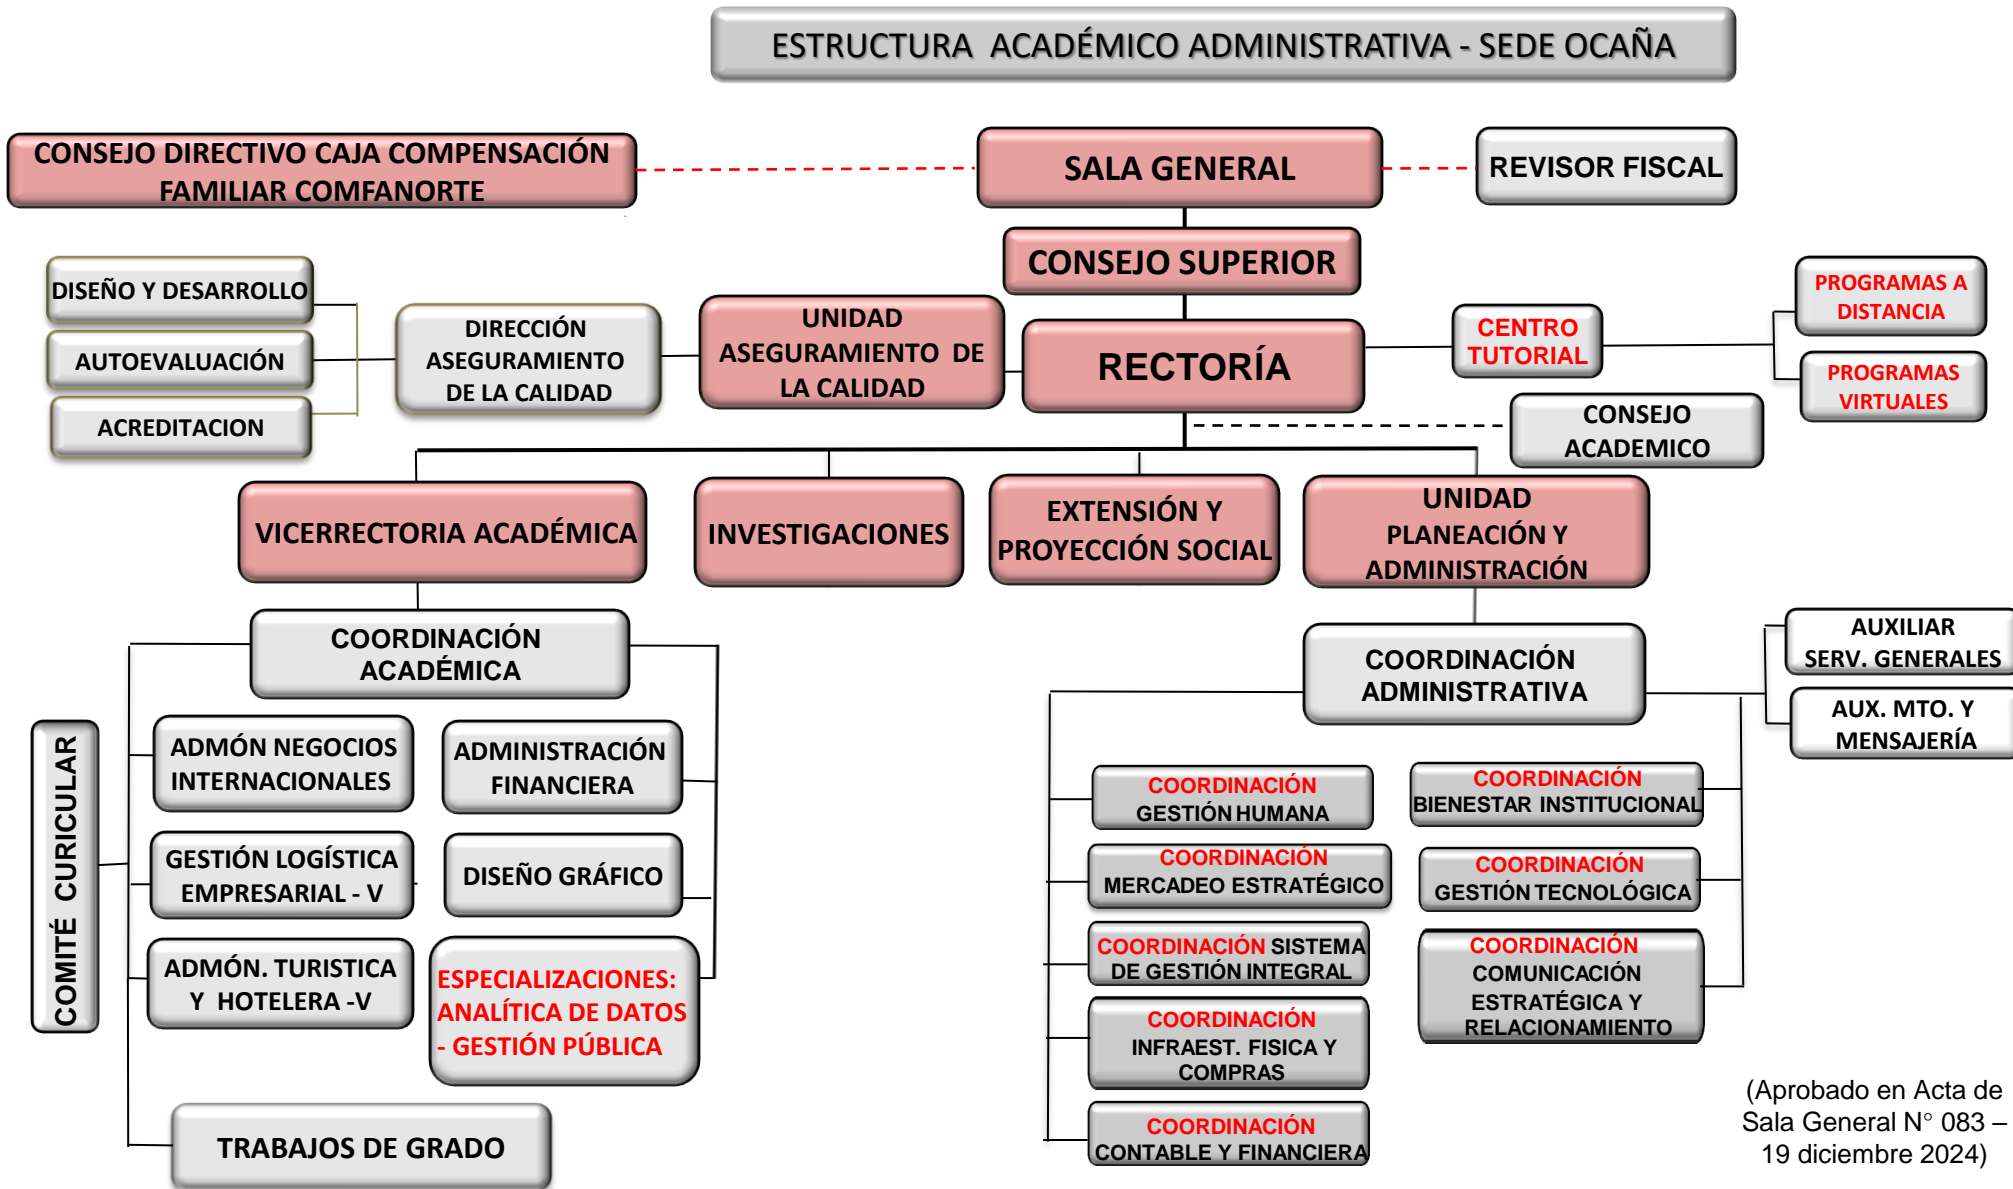 ESTRUCTURA ACADÉMICO ADMINISTRATIVA - SEDE OCAÑA
CONSEJO DIRECTIVO CAJA COMPENSACIÓN
FAMILIAR COMFANORTE
SALA GENERAL
REVISOR FISCAL
CONSEJO SUPERIOR
DISEÑO Y DESARROLLO
AUTOEVALUACIÓN
ACREDITACION
DIRECCIÓN
ASEGURAMIENTO
DE LA CALIDAD
UNIDAD
ASEGURAMIENTO DE
LA CALIDAD
RECTORÍA
CENTRO
TUTORIAL
PROGRAMAS A
DISTANCIA
PROGRAMAS
VIRTUALES
CONSEJO
ACADEMICO
VICERRECTORIA ACADÉMICA
INVESTIGACIONES
EXTENSIÓN Y
PROYECCIÓN SOCIAL
UNIDAD
PLANEACIÓN Y
ADMINISTRACIÓN
COORDINACIÓN
ACADÉMICA
COMITÉ CURICULAR
ADMÓN NEGOCIOS
INTERNACIONALES
ADMINISTRACIÓN
FINANCIERA
GESTIÓN LOGÍSTICA
EMPRESARIAL - V
DISEÑO GRÁFICO
ADMÓN. TURISTICA
Y HOTELERA -V
ESPECIALIZACIONES:
ANALÍTICA DE DATOS
- GESTIÓN PÚBLICA
TRABAJOS DE GRADO
COORDINACIÓN
ADMINISTRATIVA
AUXILIAR
SERV. GENERALES
AUX. MTO. Y
MENSAJERÍA
COORDINACIÓN
GESTIÓN HUMANA
COORDINACIÓN
MERCADEO ESTRATÉGICO
COORDINACIÓN SISTEMA
DE GESTIÓN INTEGRAL
COORDINACIÓN
INFRAEST. FISICA Y
COMPRAS
COORDINACIÓN
CONTABLE Y FINANCIERA
COORDINACIÓN
BIENESTAR INSTITUCIONAL
COORDINACIÓN
GESTIÓN TECNOLÓGICA
COORDINACIÓN
COMUNICACIÓN
ESTRATÉGICA Y
RELACIONAMIENTO
(Aprobado en Acta de
Sala General N° 083 –
19 diciembre 2024)